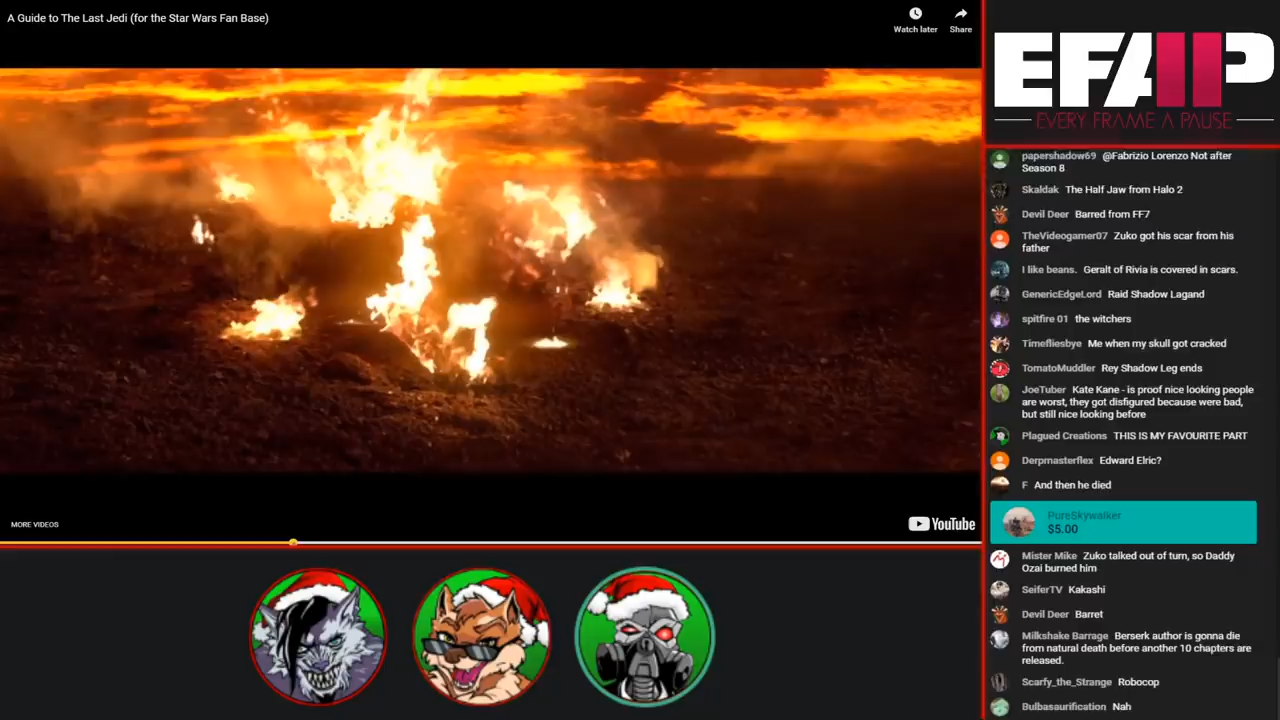 A Guide to The Last Jedi (for the Star Wars Fan Base)
Watch later
Share
MORE VIDEOS
YouTube
EFAP
EVERY FRAME A PAUSE
papershadow69 @Fabrizio Lorenzo Not after
Season 8
Skaldak The Half Jaw from Halo 2
Devil Deer Barred from FF7
TheVideogamer07 Zuko got his scar from his
father
I like beans. Geralt of Rivia is covered in scars.
GenericEdgeLord Raid Shadow Lagand
spitfire 01 the witchers
Timefliesbye Me when my skull got cracked
TomatoMuddler Rey Shadow Leg ends
JoeTuber Kate Kane - is proof nice looking people
are worst, they got disfigured because were bad,
but still nice looking before
Plagued Creations THIS IS MY FAVOURITE PART
Derpmasterflex Edward Elric?
F And then he died
PureSkywalker
$5.00
Mister Mike Zuko talked out of turn, so Daddy
Ozai burned him
SeiferTV Kakashi
Devil Deer Barret
Milkshake Barrage Berserk author is gonna die
from natural death before another 10 chapters are
released.
Scarfy_the_Strange Robocop
Bulbasaurification Nah